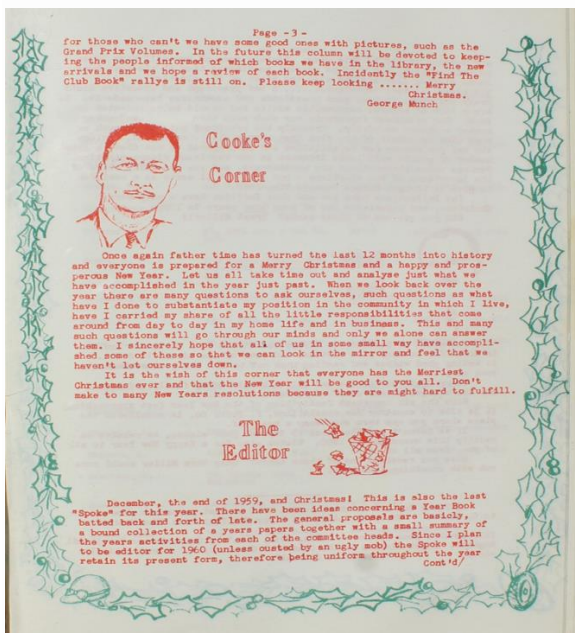 Page -3-
for those who can't we have some good ones with pictures, such as the
Grand Prix Volumes. In the future this column will be devoted to keep-
ing the people informed of which books we have in the library, the new
arrivals and we hope a review of each book. Incidently the "Find The
Club Book" rallye is still on. Please keep looking ....... Merry
Christmas.
George Munch
Cooke's
Corner
Once again father time has turned the last 12 months into history
and everyone is prepared for a Merry Christmas and a happy and pros-
perous New Year. Let us all take time out and analyse just what we
have accomplished in the year just past. When we look back over the
year there are many questions to ask ourselves, such questions as what
have I done to substantiate my position in the community in which I live,
have I carried my share of all the little responsibilities that come
around from day to day in my home life and in business. This and many
such questions will go through our minds and only we alone can answer
them. I sincerely hope that all of us in some small way have accompli-
shed some of these so that we can look in the mirror and feel that we
haven't let ourselves down.
It is the wish of this corner that everyone has the Merriest
Christmas ever and that the New Year will be good to you all. Don't
make to many New Years resolutions because they are might hard to fulfill.
The
Editor
December, the end of 1959, and Christmas! This is also the last
"Spoke" for this year. There have been ideas concerning a Year Book
batted back and forth of late. The general proposals are basicly,
a bound collection of a years papers together with a small summary of
the years activities from each of the committee heads. Since I plan
to be editor for 1960 (unless ousted by an ugly mob) the Spoke will
retain its present form, therefore being uniform throughout the year
Cont'd/